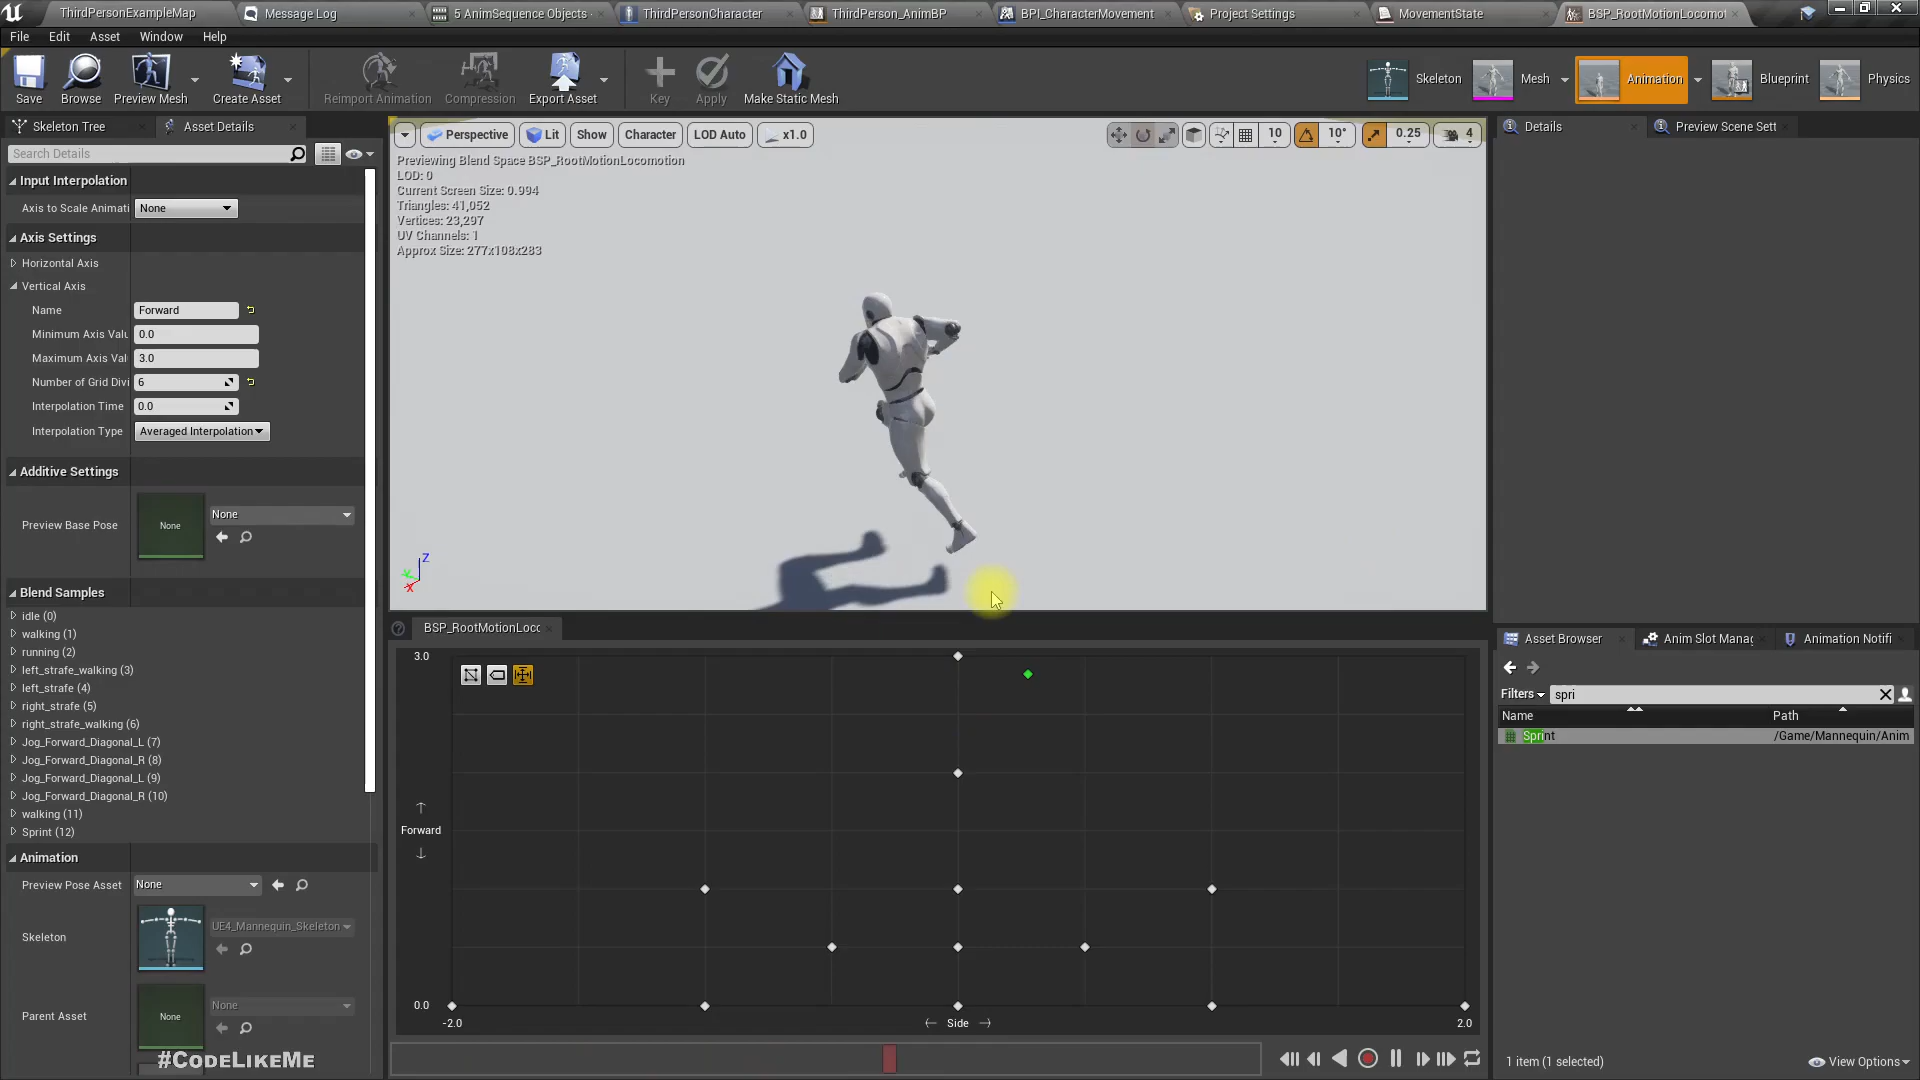 ThirdPersonExampleMap
Message Log
5 AnimSequence Objects
ThirdPersonCharacter
ThirdPerson_AnimBP
BPI_CharacterMovement
Project Settings
MovementState
BSP_RootMotionLocomot
File Edit Asset Window Help
Save
Browse
Preview Mesh
Create Asset
Reimport Animation
Compression
Export Asset
Key
Apply
Make Static Mesh
Skeleton
Mesh
Animation
Blueprint
Physics
Skeleton Tree
Asset Details
Search Details
Input Interpolation
Axis to Scale Animati None
Axis Settings
Horizontal Axis
Vertical Axis
Name Forward
Minimum Axis Valu 0.0
Maximum Axis Val 3.0
Number of Grid Divi 6
Interpolation Time 0.0
Interpolation Type Averaged Interpolation
Additive Settings
Preview Base Pose None None
Blend Samples
idle (0)
walking (1)
running (2)
left_strafe_walking (3)
left_strafe (4)
right_strafe (5)
right_strafe_walking (6)
Jog_Forward_Diagonal_L (7)
Jog_Forward_Diagonal_R (8)
Jog_Forward_Diagonal_L (9)
Jog_Forward_Diagonal_R (10)
walking (11)
Sprint (12)
Animation
Preview Pose Asset None
Skeleton UE4_Mannequin_Skeleton
Parent Asset None None
#CodeLikeMe
Perspective Lit Show Character LOD Auto x1.0
10 10° 0.25 4
Previewing Blend Space BSP_RootMotionLocomotion
LOD: 0
Current Screen Size: 0.994
Triangles: 41,052
Vertices: 23,297
UV Channels: 1
Approx Size: 277x108x283
Z
Y
X
BSP_RootMotionLocc
3.0
Forward
0.0
-2.0 Side 2.0
Details
Preview Scene Sett
Asset Browser
Anim Slot Manag
Animation Notifi
Filters spri
Name Path
Sprint /Game/Mannequin/Anim
1 item (1 selected)
View Options